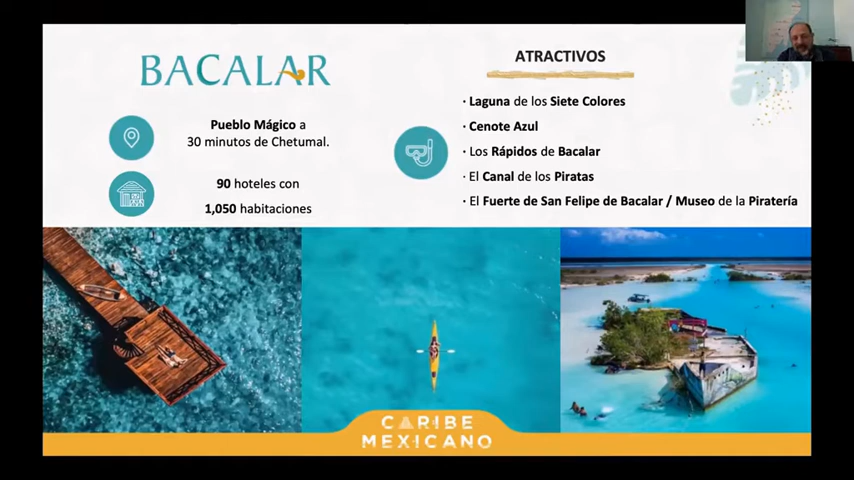 BACALAR
Pueblo Mágico a
30 minutos de Chetumal.
90 hoteles con
1,050 habitaciones
ATRACTIVOS
· Laguna de los Siete Colores
· Cenote Azul
· Los Rápidos de Bacalar
· El Canal de los Piratas
· El Fuerte de San Felipe de Bacalar / Museo de la Piratería
CARIBE
MEXICANO